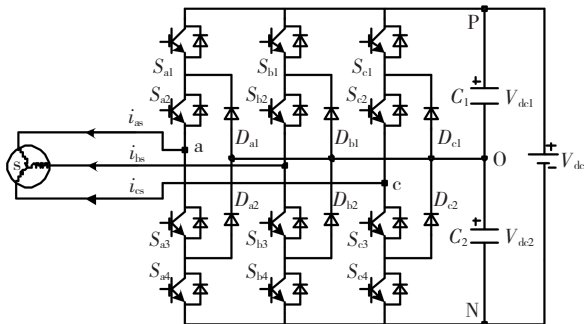 P
S_a1 S_b1 S_c1
C_1 V_dc1
S_a2 S_b2 S_c2
i_as
a D_a1 D_b1 D_c1
s i_bs O V_dc
i_cs c
D_a2 D_b2 D_c2
S_a3 S_b3 S_c3
C_2 V_dc2
S_a4 S_b4 S_c4
N